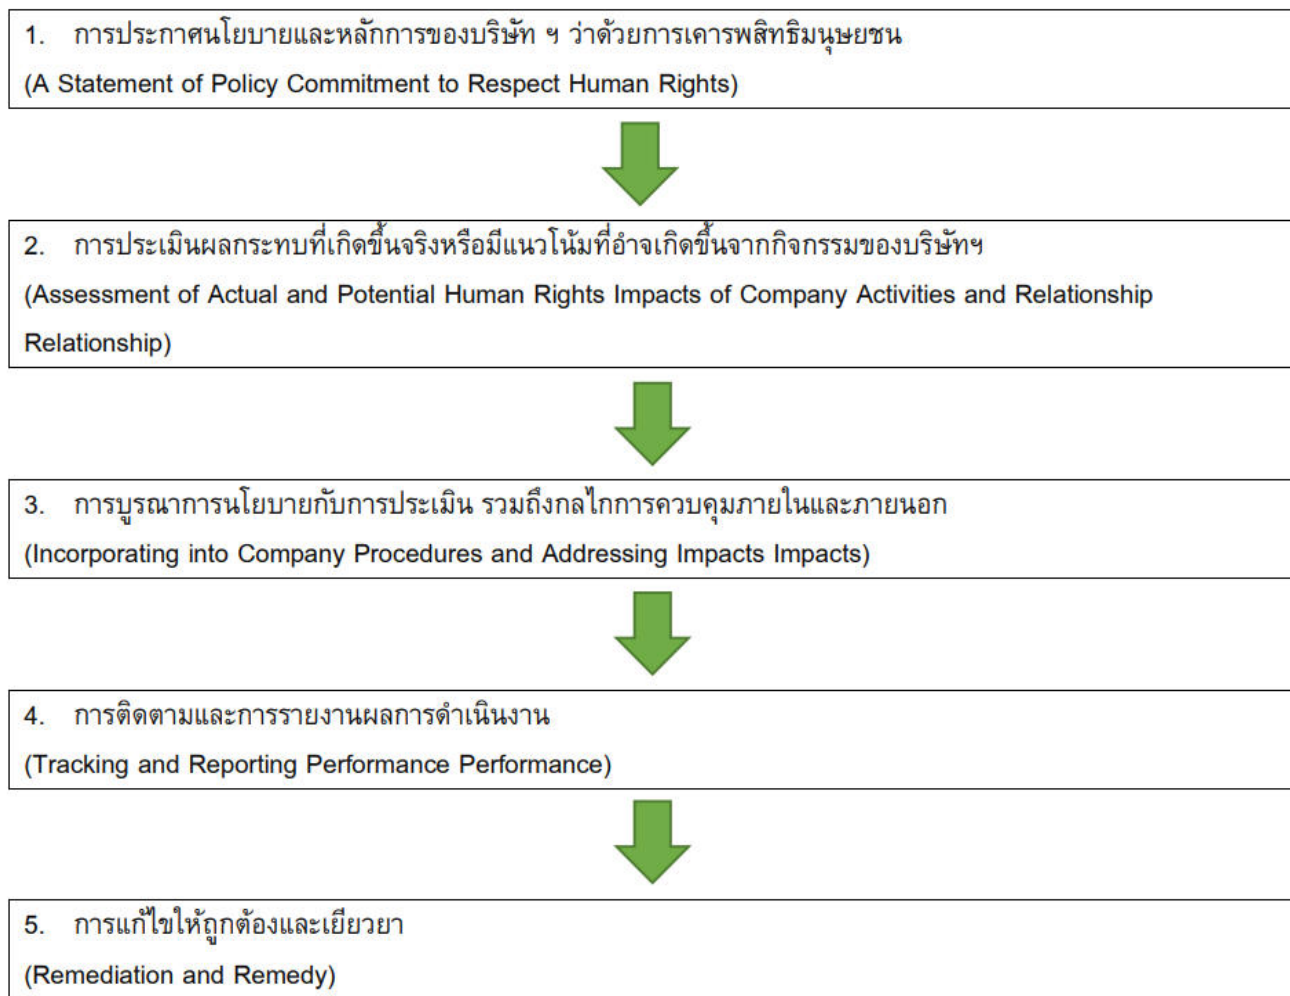 1. การประกาศนโยบายและหลักการของบริษัท ฯ ว่าด้วยการเคารพสิทธิมนุษยชน
(A Statement of Policy Commitment to Respect Human Rights)
2. การประเมินผลกระทบที่เกิดขึ้นจริงหรือมีแนวโน้มที่อำจเกิดขึ้นจากกิจกรรมของบริษัทฯ
(Assessment of Actual and Potential Human Rights Impacts of Company Activities and Relationship
Relationship)
3. การบูรณาการนโยบายกับการประเมิน รวมถึงกลไกการควบคุมภายในและภายนอก
(Incorporating into Company Procedures and Addressing Impacts Impacts)
4. การติดตามและการรายงานผลการดำเนินงาน
(Tracking and Reporting Performance Performance)
5. การแก้ไขให้ถูกต้องและเยียวยา
(Remediation and Remedy)